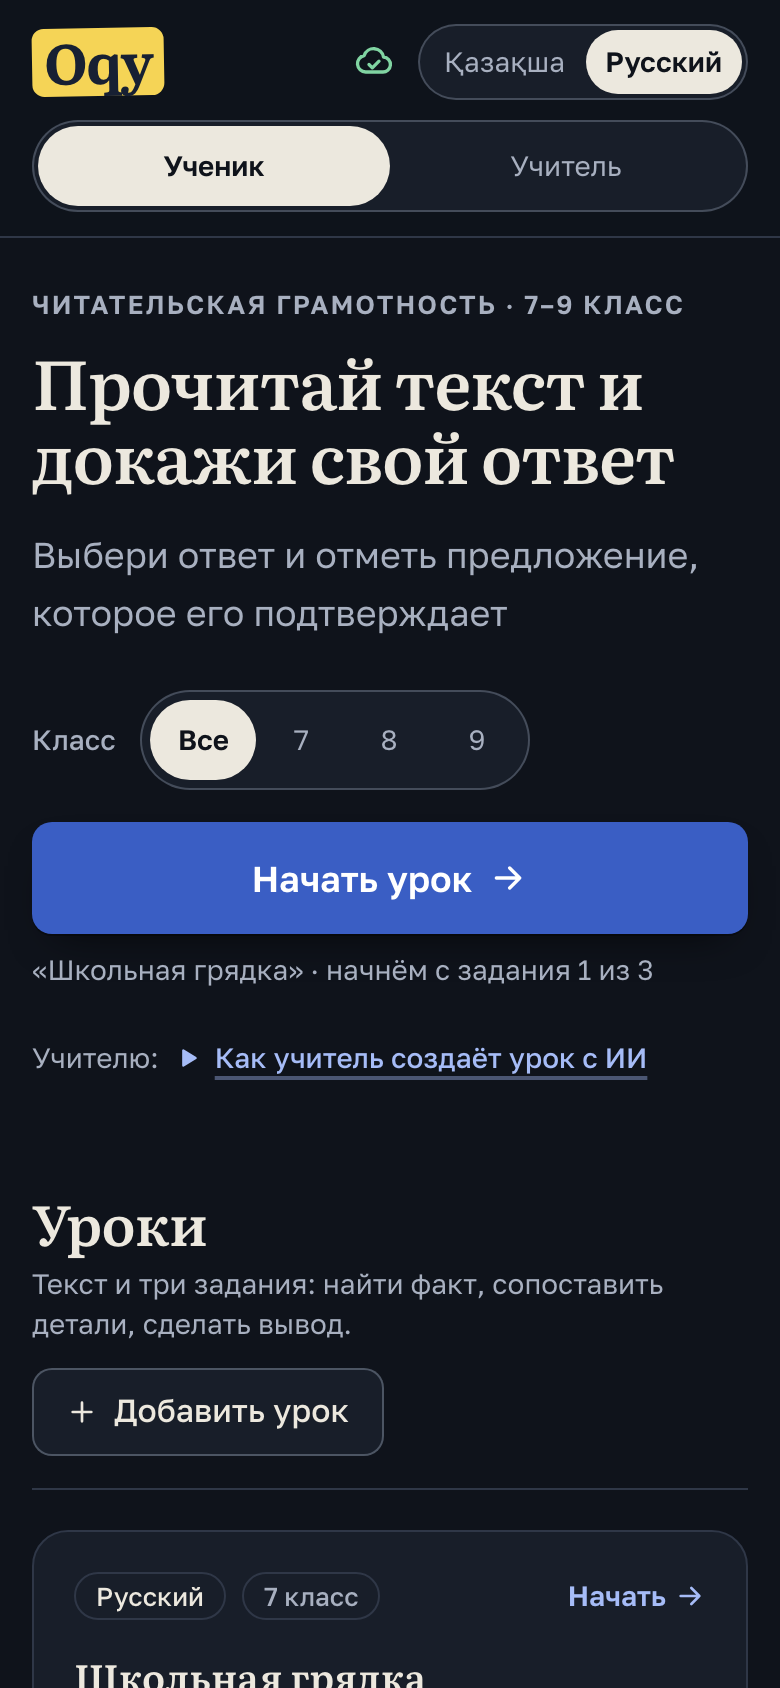 Oqy
Қазақша Русский
Ученик Учитель
ЧИТАТЕЛЬСКАЯ ГРАМОТНОСТЬ · 7–9 КЛАСС
Прочитай текст и
докажи свой ответ
Выбери ответ и отметь предложение,
которое его подтверждает
Класс Все 7 8 9
Начать урок →
«Школьная грядка» · начнём с задания 1 из 3
Учителю: ▶ Как учитель создаёт урок с ИИ
Уроки
Текст и три задания: найти факт, сопоставить
детали, сделать вывод.
+ Добавить урок
Русский 7 класс Начать →
Школьная грядка